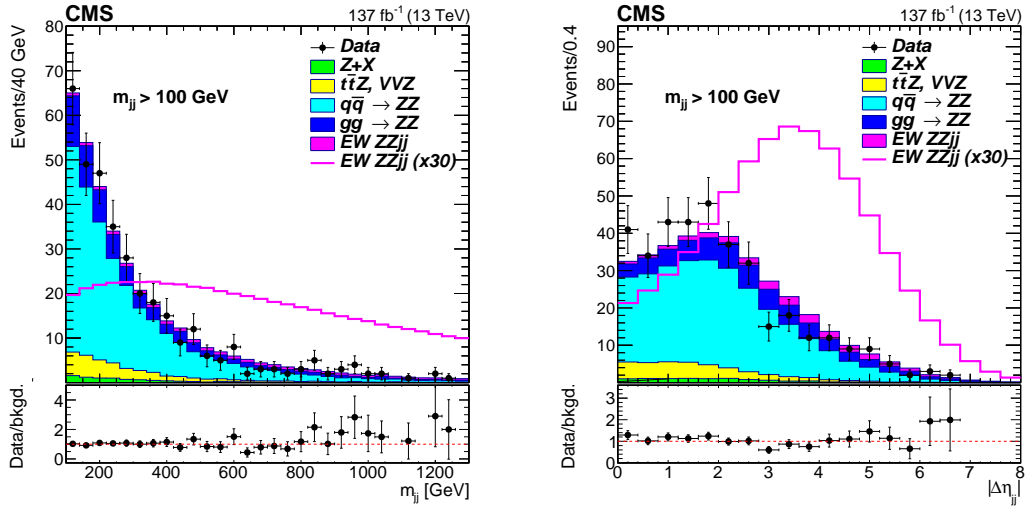 CMS 137 fb⁻¹ (13 TeV)
Events/40 GeV
80
70
60
50
40
30
20
10
m_jj > 100 GeV
Data
Z+X
tt̄Z, VVZ
qq̄ → ZZ
gg → ZZ
EW ZZjj
EW ZZjj (x30)
Data/bkgd.
4
2
0
200 400 600 800 1000 1200
m_jj [GeV]
CMS 137 fb⁻¹ (13 TeV)
Events/0.4
90
80
70
60
50
40
30
20
10
m_jj > 100 GeV
Data
Z+X
tt̄Z, VVZ
qq̄ → ZZ
gg → ZZ
EW ZZjj
EW ZZjj (x30)
Data/bkgd.
3
2
1
0
0 1 2 3 4 5 6 7 8
|Δη_jj|